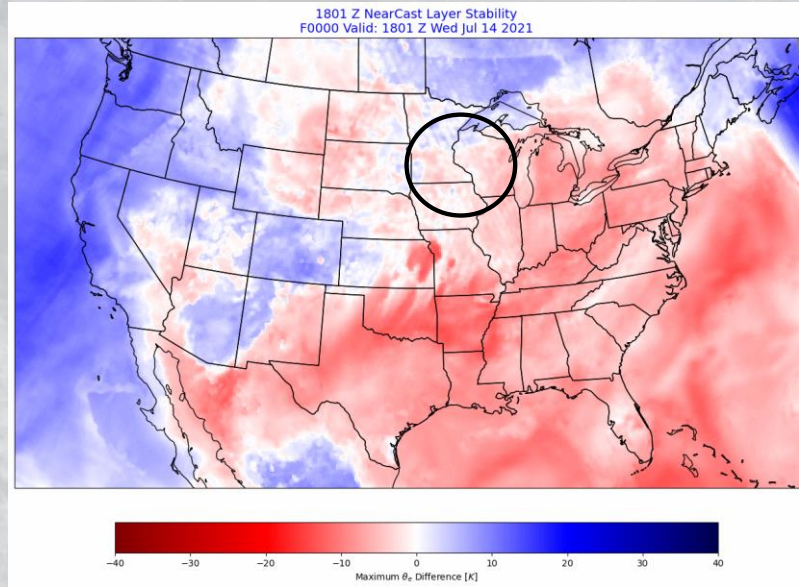 1801 Z NearCast Layer Stability
F0000 Valid: 1801 Z Wed Jul 14 2021
−40 −30 −20 −10 0 10 20 30 40
Maximum θe Difference [K]